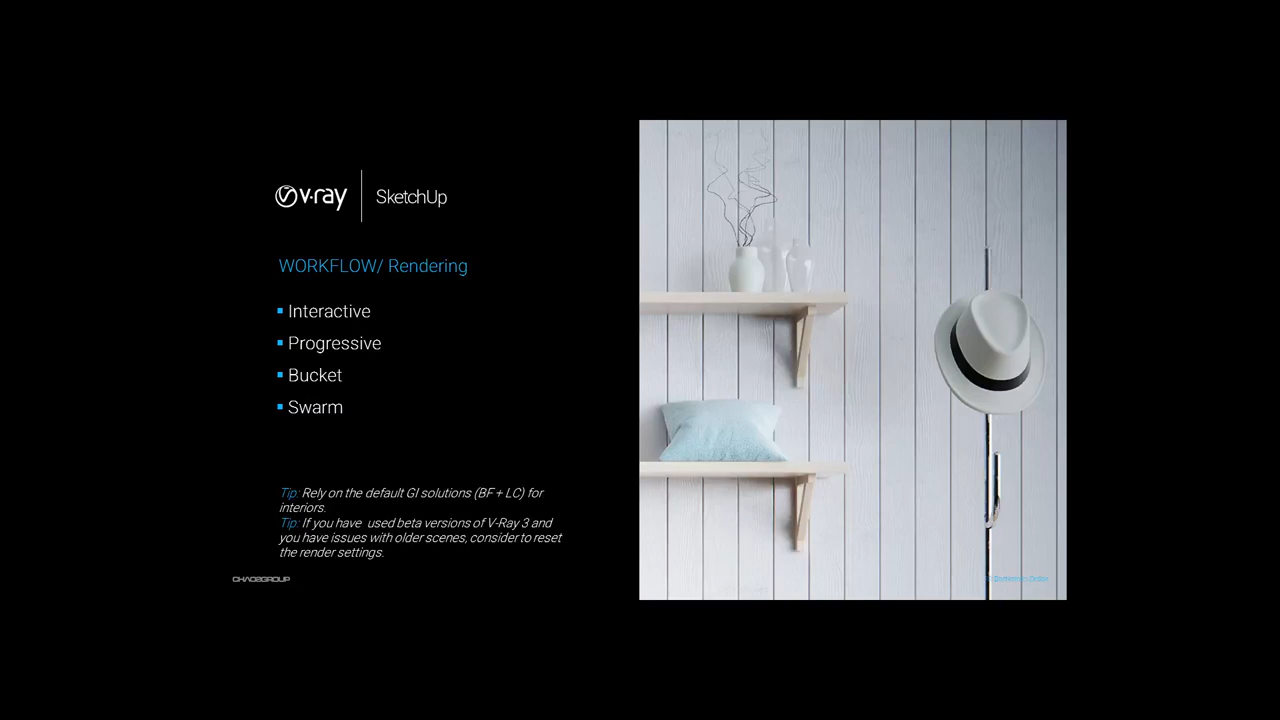 v·ray
SketchUp
WORKFLOW/ Rendering
Interactive
Progressive
Bucket
Swarm
Tip: Rely on the default GI solutions (BF + LC) for
interiors.
Tip: If you have used beta versions of V-Ray 3 and
you have issues with older scenes, consider to reset
the render settings.
CHAOSGROUP